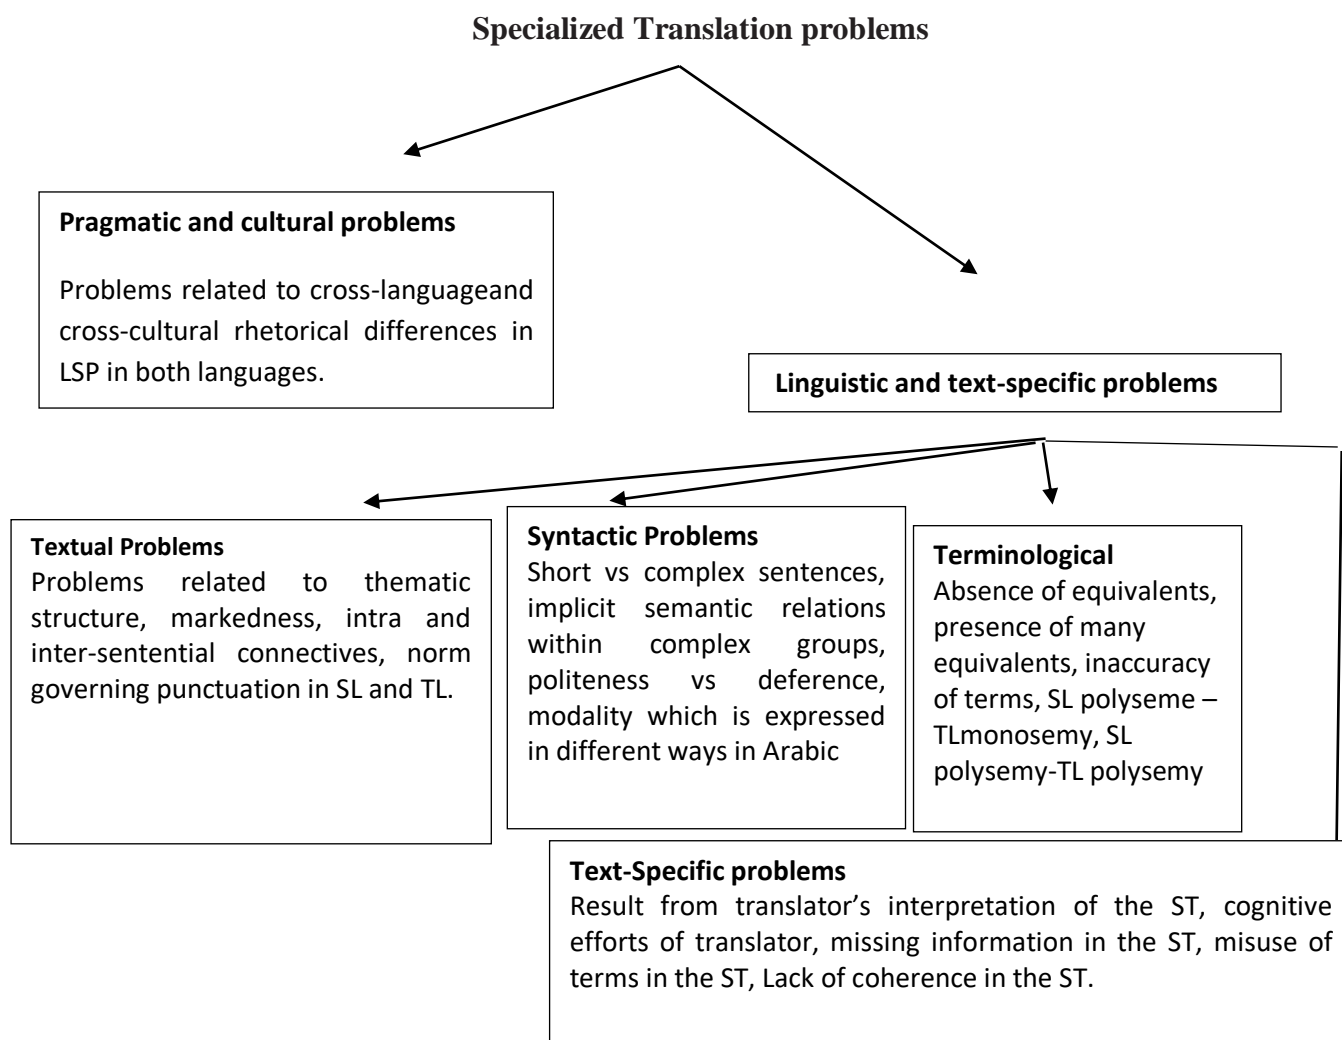 Specialized Translation problems
Pragmatic and cultural problems
Problems related to cross-languageand
cross-cultural rhetorical differences in
LSP in both languages.
Linguistic and text-specific problems
Textual Problems
Problems related to thematic
structure, markedness, intra and
inter-sentential connectives, norm
governing punctuation in SL and TL.
Syntactic Problems
Short vs complex sentences,
implicit semantic relations
within complex groups,
politeness vs deference,
modality which is expressed
in different ways in Arabic
Terminological
Absence of equivalents,
presence of many
equivalents, inaccuracy
of terms, SL polyseme –
TLmonosemy, SL
polysemy-TL polysemy
Text-Specific problems
Result from translator’s interpretation of the ST, cognitive
efforts of translator, missing information in the ST, misuse of
terms in the ST, Lack of coherence in the ST.